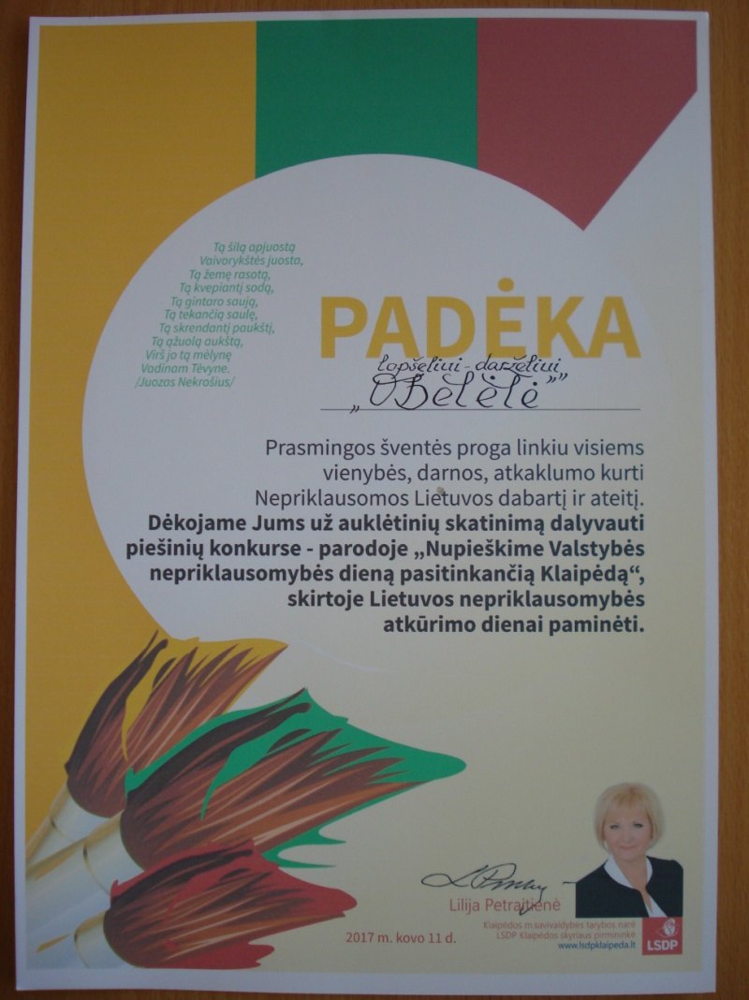 Tą šilą apjuostą
Vaivorykštės juosta,
Tą žemę rasotą,
Tą kvepiantį sodą,
Tą gintaro saują,
Tą tekančią saulę,
Tą skrendantį paukštį,
Tą ąžuolą aukštą,
Virš jo tą mėlynę
Vadinam Tėvyne.
/Juozas Nekrošius/
PADĖKA
lopšeliui-darželiui
„Obelėlė”
Prasmingos šventės proga linkiu visiems
vienybės, darnos, atkaklumo kurti
Nepriklausomos Lietuvos dabartį ir ateitį.
Dėkojame Jums už auklėtinių skatinimą dalyvauti
piešinių konkurse - parodoje „Nupieškime Valstybės
nepriklausomybės dieną pasitinkančią Klaipėdą“,
skirtoje Lietuvos nepriklausomybės
atkūrimo dienai paminėti.
Lilija Petraitienė
Klaipėdos m.savivaldybės tarybos narė
LSDP Klaipėdos skyriaus pirmininkė
www.lsdpklaipeda.lt
LSDP
2017 m. kovo 11 d.